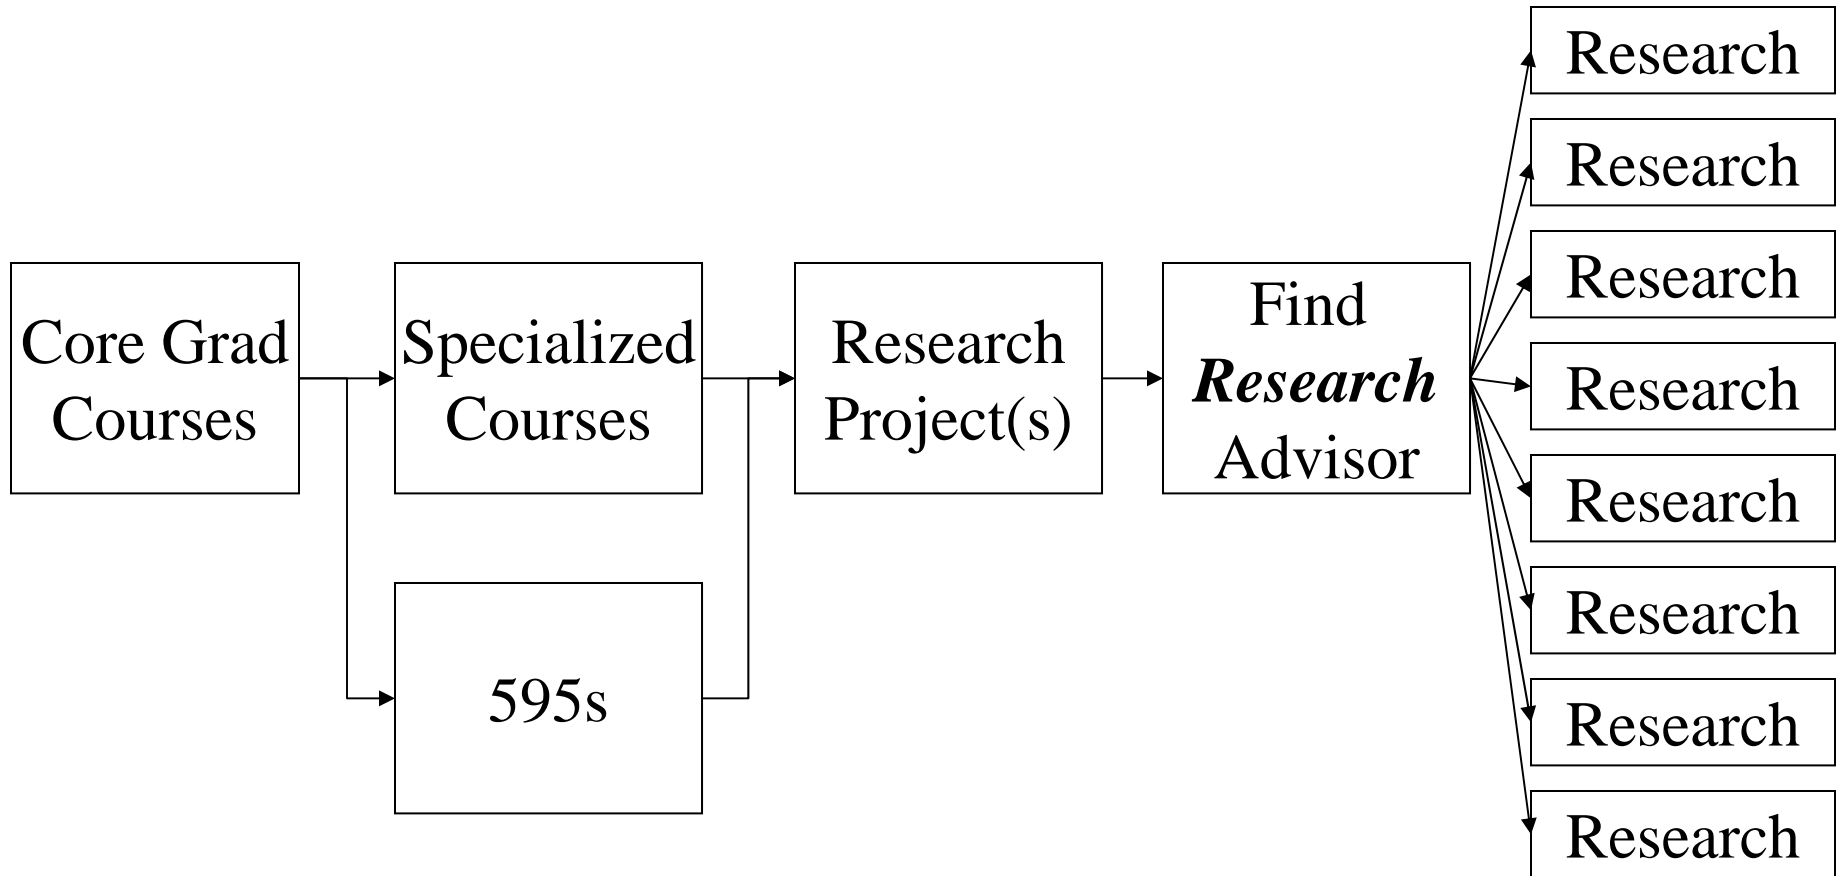 Core Grad
Courses
Specialized
Courses
595s
Research
Project(s)
Find
Research
Advisor
Research
Research
Research
Research
Research
Research
Research
Research